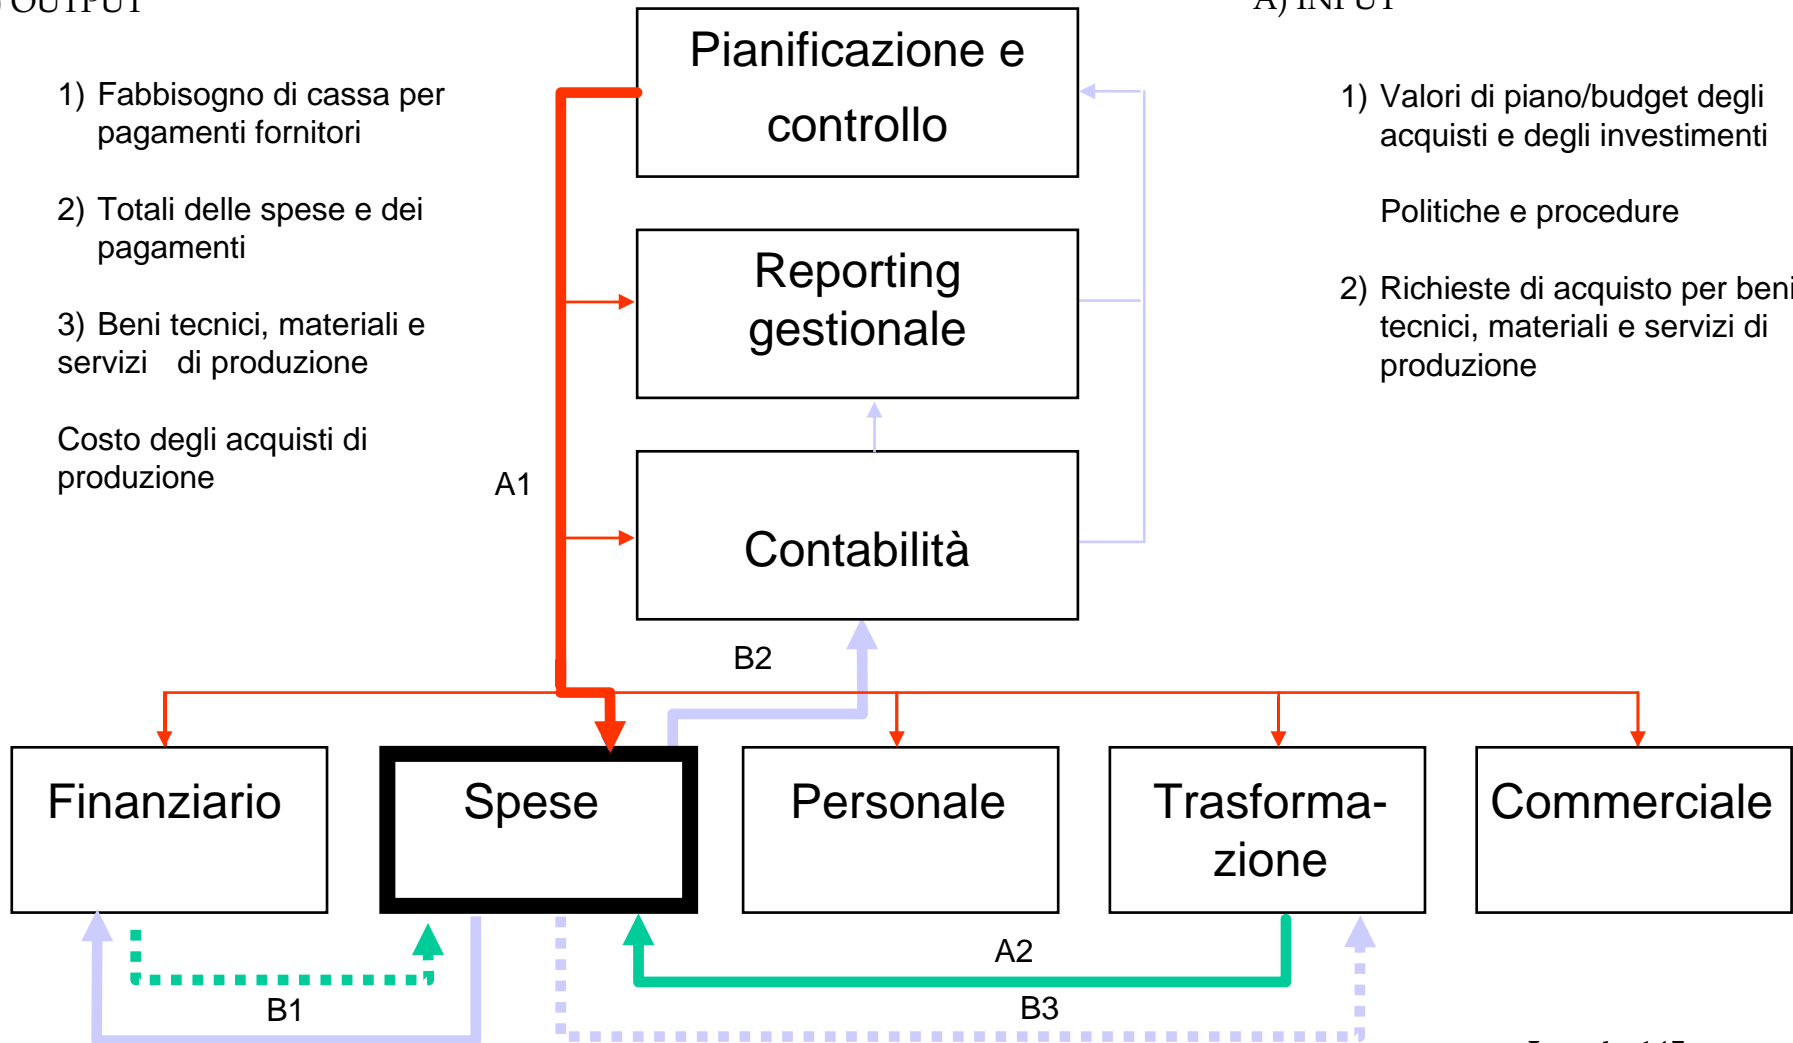 OUTPUT
A) INPUT
1) Fabbisogno di cassa per
pagamenti fornitori
2) Totali delle spese e dei
pagamenti
3) Beni tecnici, materiali e
servizi di produzione
Costo degli acquisti di
produzione
Pianificazione e
controllo
Reporting
gestionale
Contabilità
1) Valori di piano/budget degli
acquisti e degli investimenti
Politiche e procedure
2) Richieste di acquisto per beni
tecnici, materiali e servizi di
produzione
A1
B2
Finanziario
Spese
Personale
Trasforma-
zione
Commerciale
A2
B1
B3